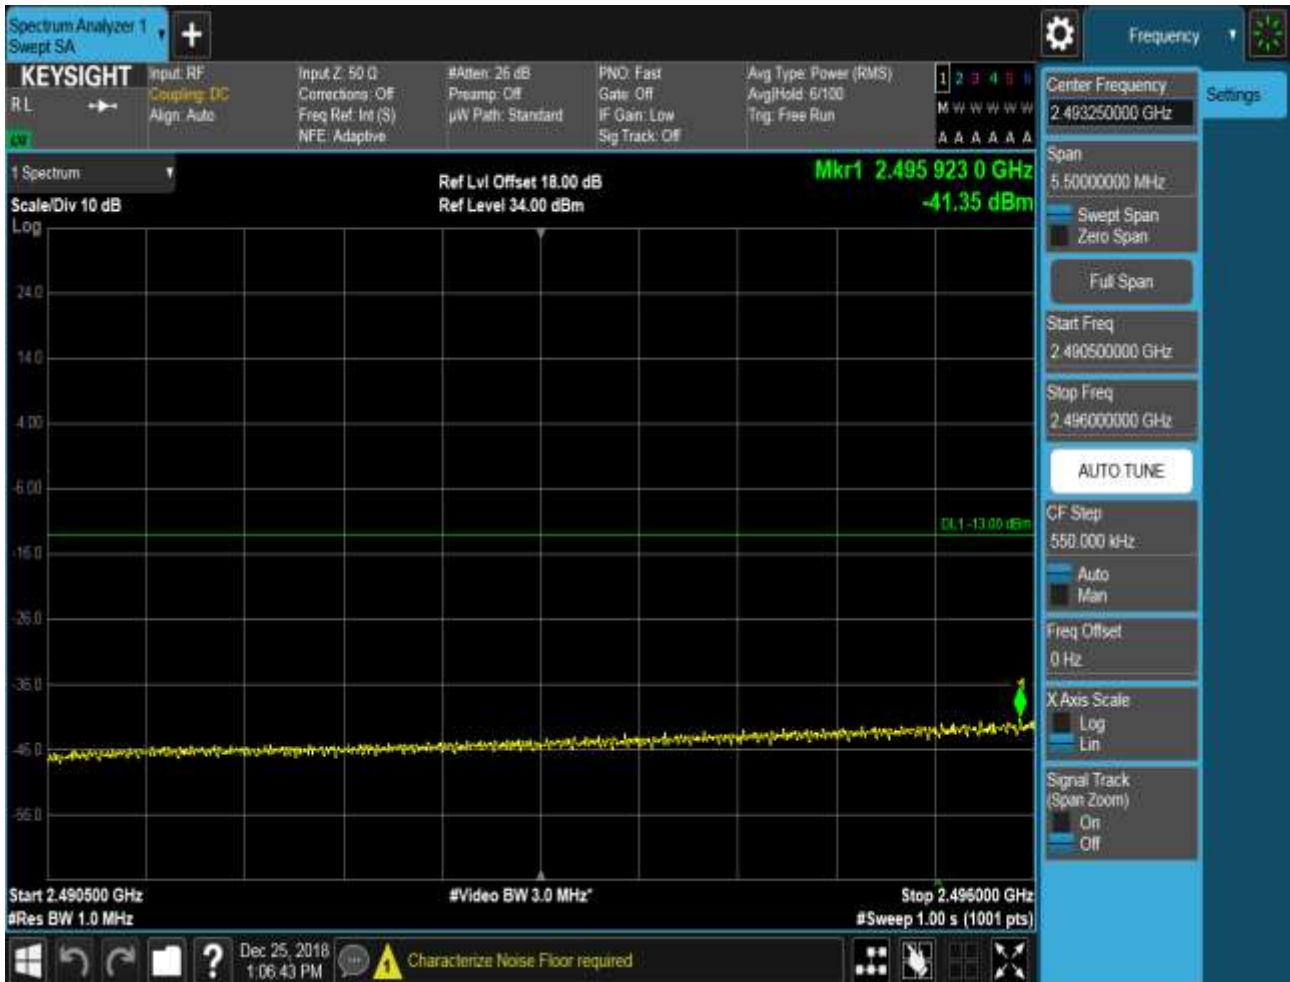 Spectrum Analyzer 1
Swept SA
+
Frequency
KEYSIGHT
RL
Input: RF
Coupling: DC
Align: Auto
Input Z: 50 Ω
Corrections: Off
Freq Ref: Int (S)
NFE: Adaptive
#Atten: 26 dB
Preamp: Off
µW Path: Standard
PNO: Fast
Gate: Off
IF Gain: Low
Sig Track: Off
Avg Type: Power (RMS)
Avg|Hold: 6/100
Trig: Free Run
1 2 3 4 5 6
M W W W W W
A A A A A A
1 Spectrum
Scale/Div 10 dB
Log
Ref Lvl Offset 18.00 dB
Ref Level 34.00 dBm
Mkr1 2.495 923 0 GHz
-41.35 dBm
24.0
14.0
4.00
-6.00
-16.0
-26.0
-36.0
-46.0
-56.0
DL1 -13.00 dBm
1
Start 2.490500 GHz
#Res BW 1.0 MHz
#Video BW 3.0 MHz*
Stop 2.496000 GHz
#Sweep 1.00 s (1001 pts)
Center Frequency
2.493250000 GHz
Settings
Span
5.50000000 MHz
Swept Span
Zero Span
Full Span
Start Freq
2.490500000 GHz
Stop Freq
2.496000000 GHz
AUTO TUNE
CF Step
550.000 kHz
Auto
Man
Freq Offset
0 Hz
X Axis Scale
Log
Lin
Signal Track
(Span Zoom)
On
Off
?
Dec 25, 2018
1:06:43 PM
1
Characterize Noise Floor required